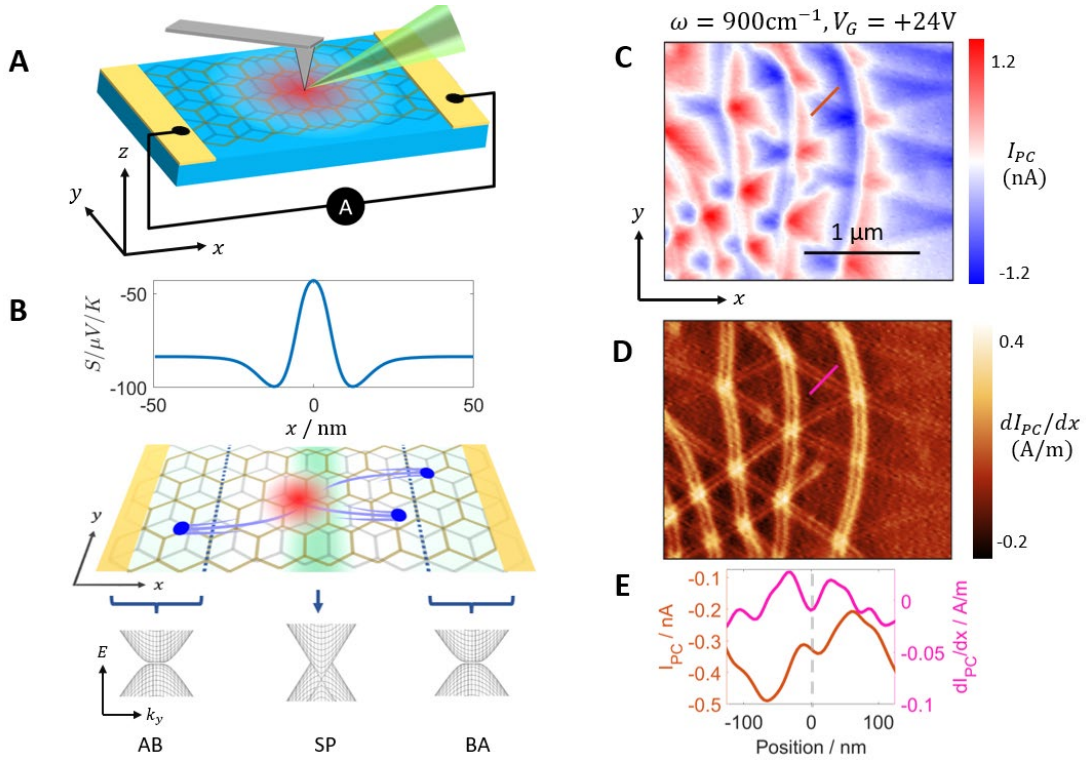 A
z
y
x
A
B
S/μV/K
-50
-100
-50
0
50
x / nm
y
x
E
k_y
AB
SP
BA
ω = 900cm⁻¹, V_G = +24V
C
1.2
I_PC
(nA)
-1.2
1 μm
y
x
D
0.4
dI_PC/dx
(A/m)
-0.2
E
I_PC / nA
-0.1
-0.2
-0.3
-0.4
-0.5
0
-0.05
-0.1
dI_PC/dx / A/m
-100
0
100
Position / nm